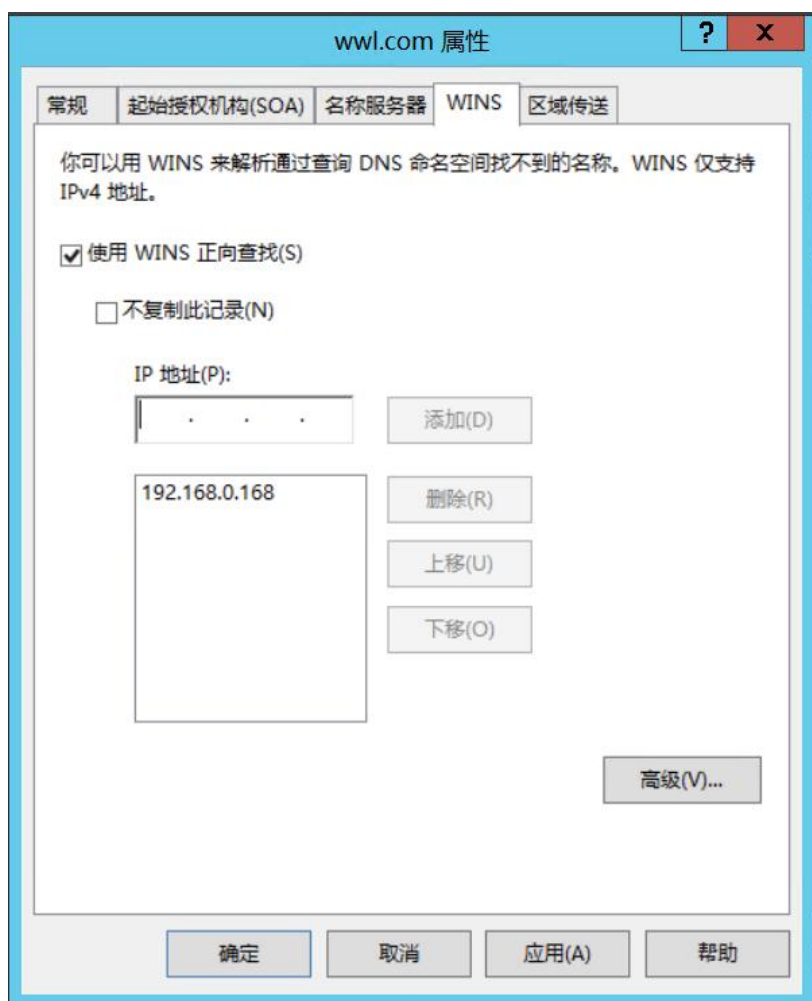 wwl.com 属性
?
x
常规
起始授权机构(SOA)
名称服务器
WINS
区域传送
你可以用 WINS 来解析通过查询 DNS 命名空间找不到的名称。WINS 仅支持
IPv4 地址。
使用 WINS 正向查找(S)
不复制此记录(N)
IP 地址(P):
. . .
添加(D)
192.168.0.168
删除(R)
上移(U)
下移(O)
高级(V)...
确定
取消
应用(A)
帮助